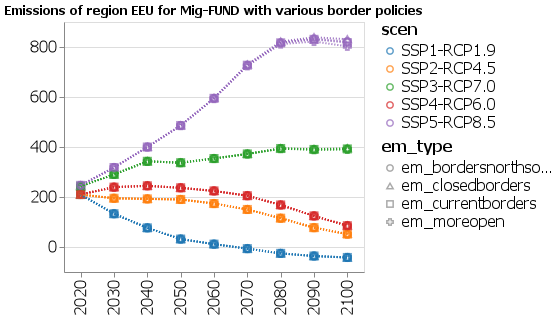 Emissions of region EEU for Mig-FUND with various border policies
800
600
400
200
0
2020
2030
2040
2050
2060
2070
2080
2090
2100
scen
SSP1-RCP1.9
SSP2-RCP4.5
SSP3-RCP7.0
SSP4-RCP6.0
SSP5-RCP8.5
em_type
em_bordersnorthso...
em_closedborders
em_currentborders
em_moreopen